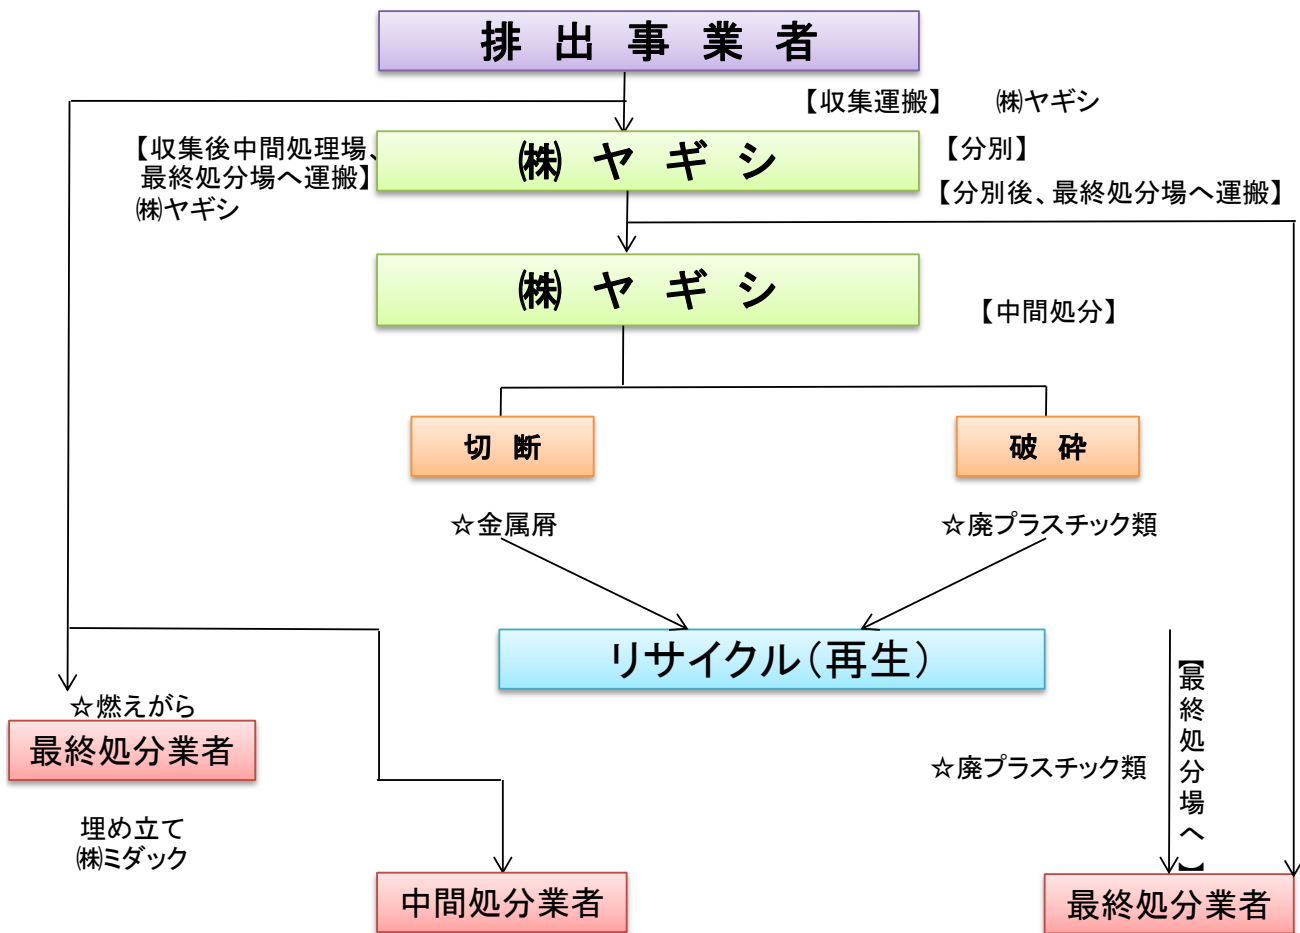 排出事業者
【収集運搬】 ㈱ヤギシ
【収集後中間処理場、
最終処分場へ運搬】
㈱ヤギシ
㈱ヤギシ
【分別】
【分別後、最終処分場へ運搬】
㈱ヤギシ
【中間処分】
切断
破砕
☆金属屑
☆廃プラスチック類
リサイクル(再生)
☆燃えがら
最終処分業者
埋め立て
㈱ミダック
☆廃プラスチック類
【最終処分場へ】
中間処分業者
最終処分業者